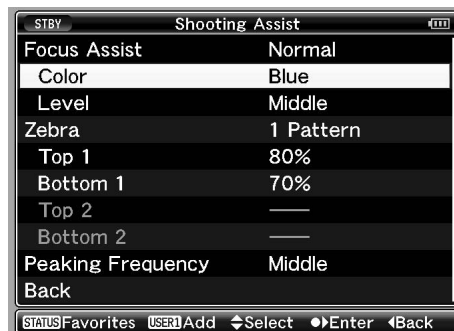 STBY Shooting Assist
Focus Assist Normal
Color Blue
Level Middle
Zebra 1 Pattern
Top 1 80%
Bottom 1 70%
Top 2 ——
Bottom 2 ——
Peaking Frequency Middle
Back
STATUS Favorites USER1 Add Select Enter Back